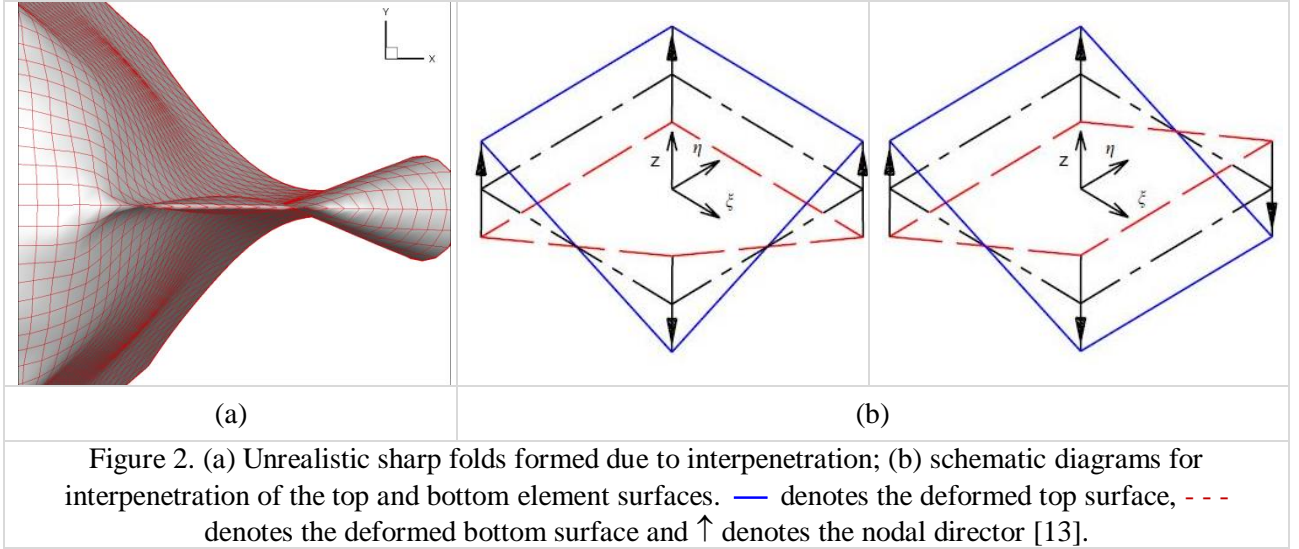 Y
X
Z
η
ξ
Z
η
ξ
(a)
(b)
Figure 2. (a) Unrealistic sharp folds formed due to interpenetration; (b) schematic diagrams for
interpenetration of the top and bottom element surfaces. — denotes the deformed top surface, - - -
denotes the deformed bottom surface and ↑ denotes the nodal director [13].